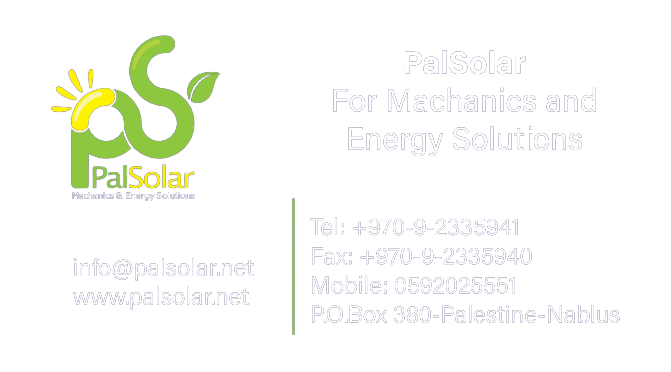 PalSolar
Mechanics & Energy Solutions
PalSolar
For Machanics and
Energy Solutions
info@palsolar.net
www.palsolar.net
Tel: +970-9-2335941
Fax: +970-9-2335940
Mobile: 0592025551
P.O.Box 380-Palestine-Nablus